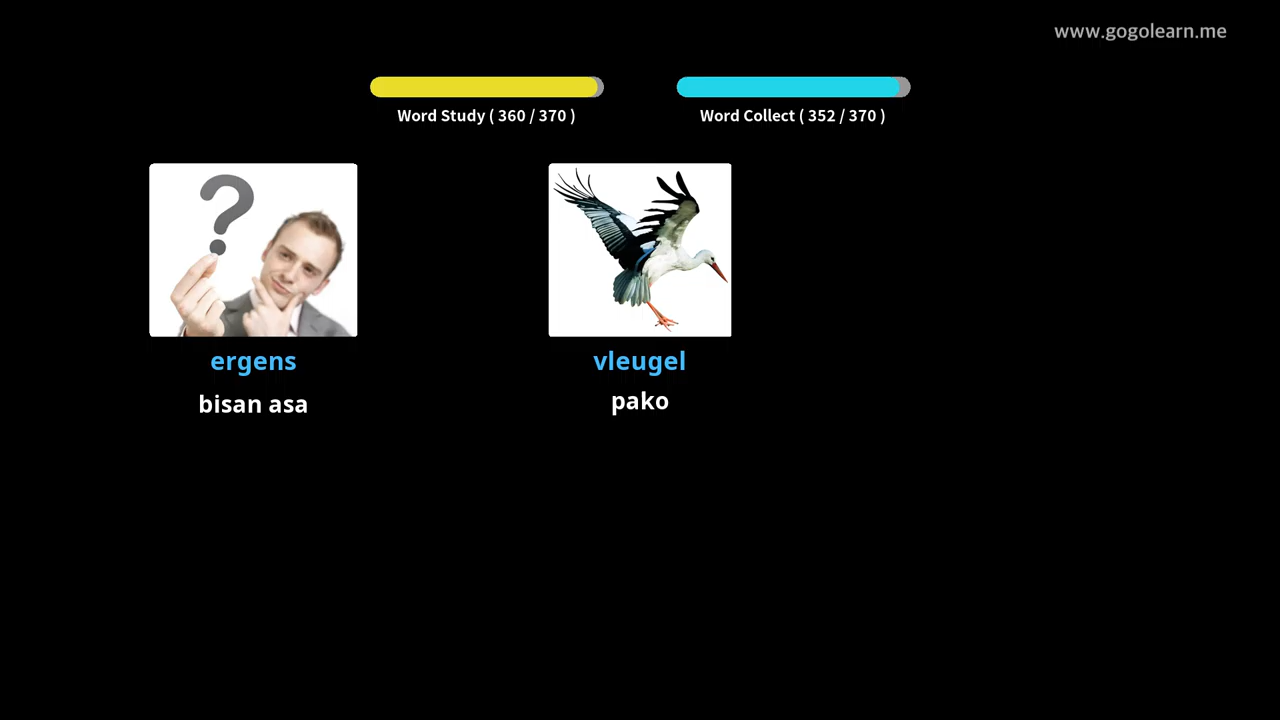 www.gogolearn.me
Word Study ( 360 / 370 )
Word Collect ( 352 / 370 )
ergens
vleugel
bisan asa
pako